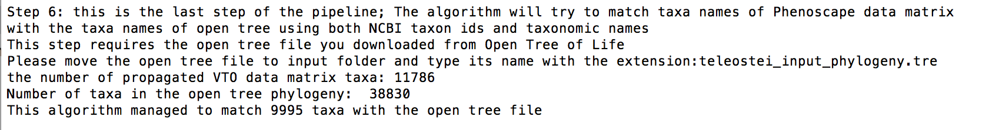 Step 6: this is the last step of the pipeline; The algorithm will try to match taxa names of Phenoscape data matrix
with the taxa names of open tree using both NCBI taxon ids and taxonomic names
This step requires the open tree file you downloaded from Open Tree of Life
Please move the open tree file to input folder and type its name with the extension:teleostei_input_phylogeny.tre
the number of propagated VTO data matrix taxa: 11786
Number of taxa in the open tree phylogeny:  38830
This algorithm managed to match 9995 taxa with the open tree file